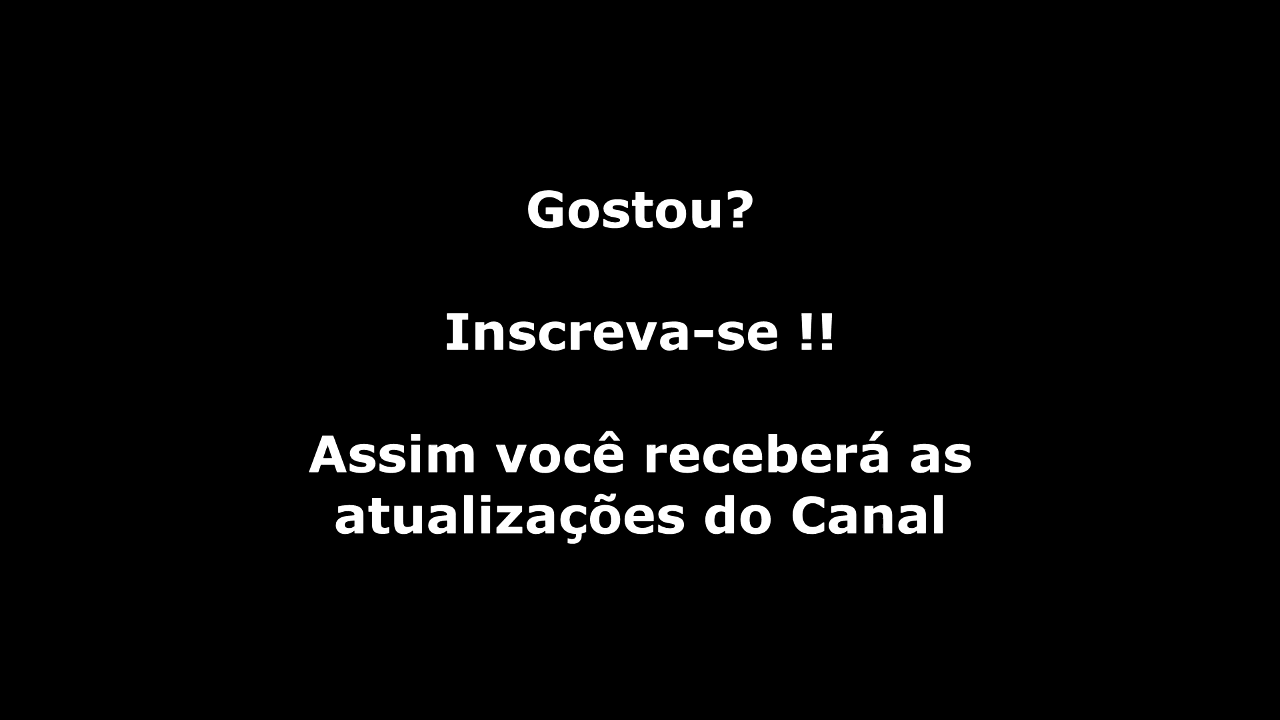 Gostou?
Inscreva-se !!
Assim você receberá as
atualizações do Canal